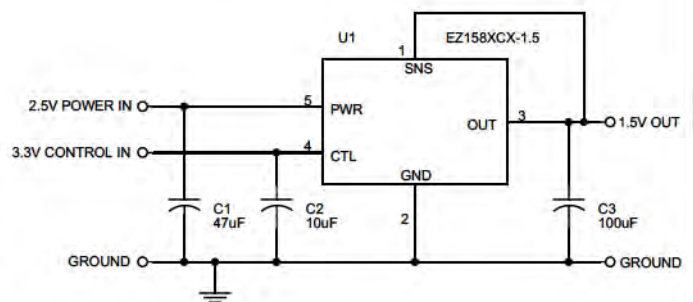 U1
EZ158XCX-1.5
1
SNS
2.5V POWER IN
5
PWR
3
OUT
1.5V OUT
3.3V CONTROL IN
4
CTL
GND
2
C1
47uF
C2
10uF
C3
100uF
GROUND
GROUND